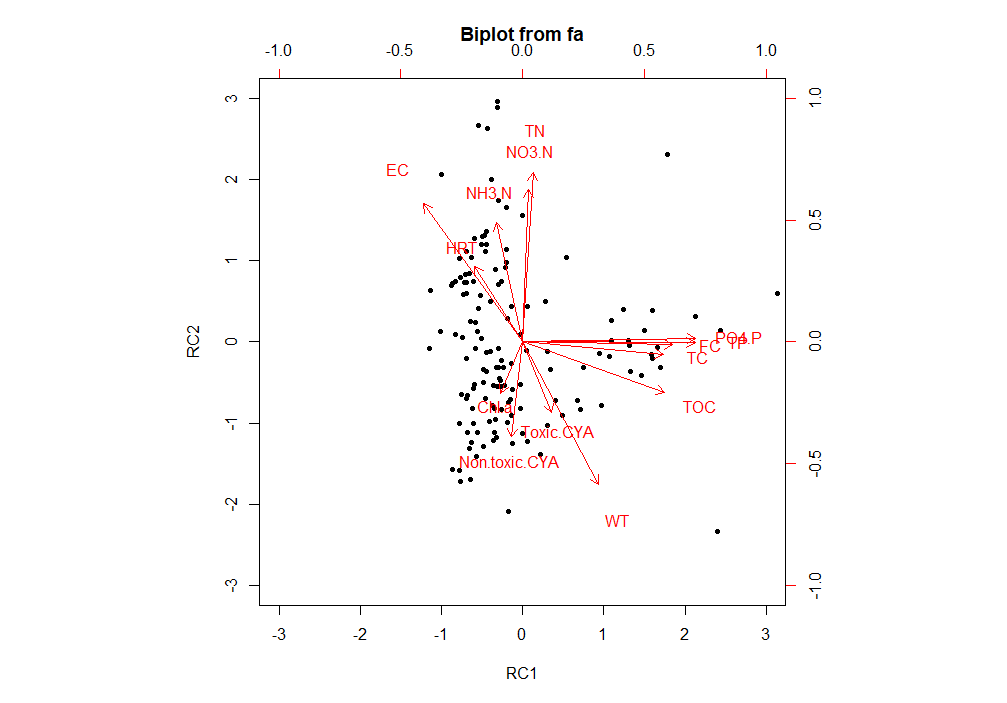 Biplot from fa
-1.0 -0.5 0.0 0.5 1.0
3 1.0
TN
NO3.N
EC
2 NH3.N 0.5
HRT
1
RC2 0 PO4.P TP 0.0
FC
TC
Chl.a TOC
-1 Toxic.CYA
Non.toxic.CYA -0.5
-2 WT
-3 -1.0
-3 -2 -1 0 1 2 3
RC1